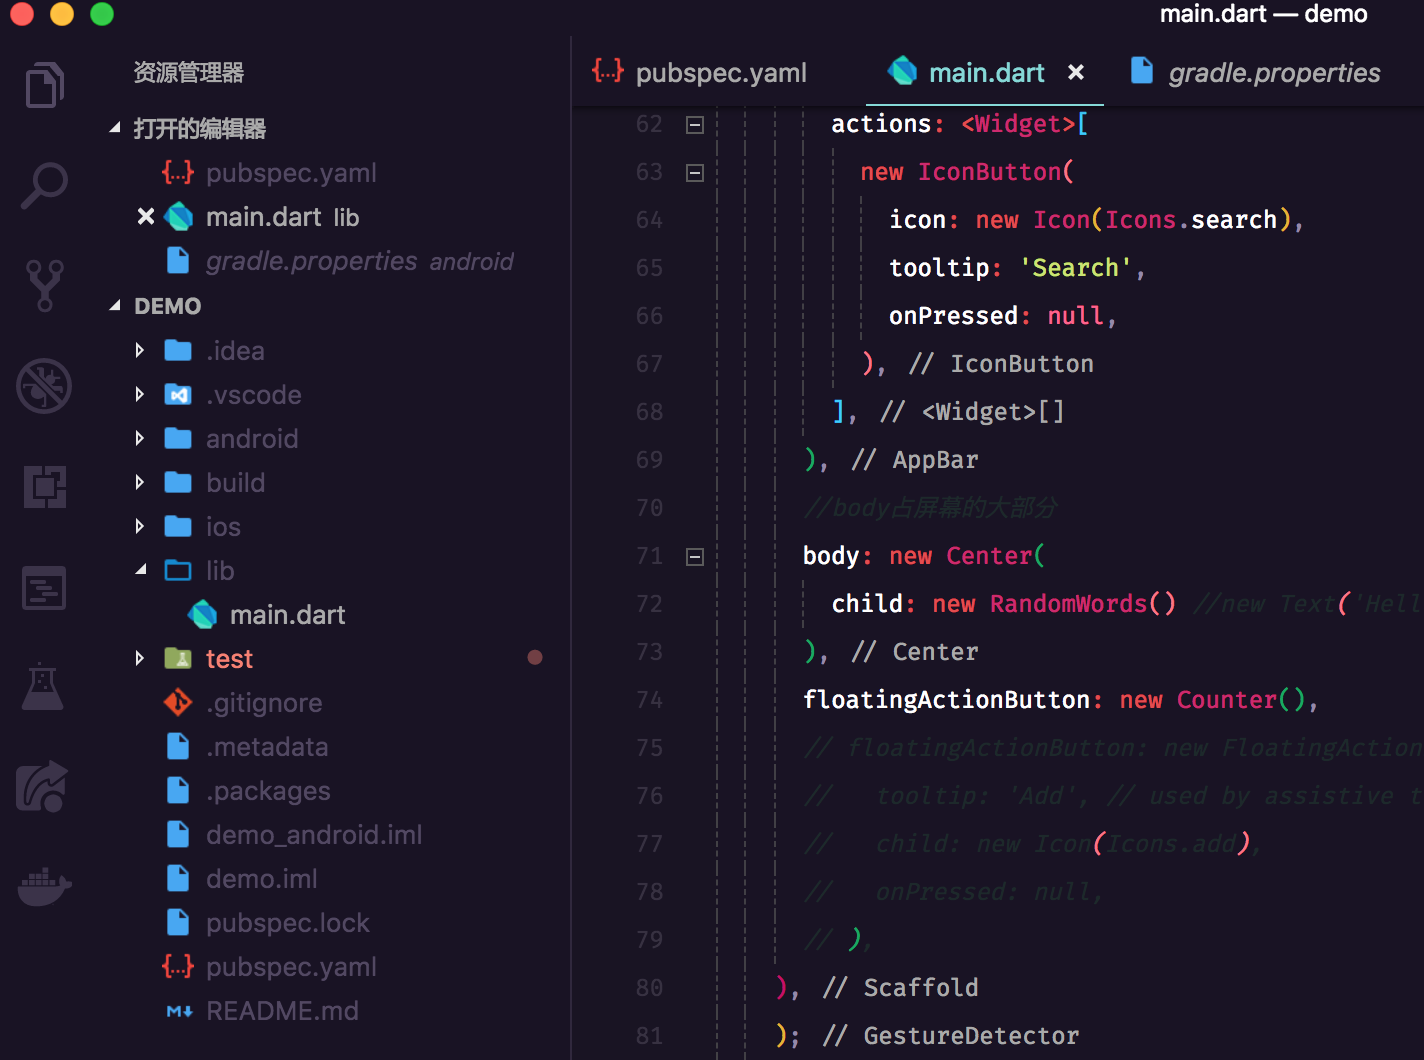 main.dart — demo
资源管理器
打开的编辑器
{...} pubspec.yaml
main.dart lib
gradle.properties android
DEMO
.idea
.vscode
android
build
ios
lib
main.dart
test
.gitignore
.metadata
.packages
demo_android.iml
demo.iml
pubspec.lock
{...} pubspec.yaml
M README.md
{...} pubspec.yaml
main.dart
gradle.properties
62 actions: <Widget>[
63 new IconButton(
64 icon: new Icon(Icons.search),
65 tooltip: 'Search',
66 onPressed: null,
67 ), // IconButton
68 ], // <Widget>[]
69 ), // AppBar
70 //body占屏幕的大部分
71 body: new Center(
72 child: new RandomWords() //new Text('Hell
73 ), // Center
74 floatingActionButton: new Counter(),
75 // floatingActionButton: new FloatingAction
76 // tooltip: 'Add', // used by assistive t
77 // child: new Icon(Icons.add),
78 // onPressed: null,
79 // ),
80 ), // Scaffold
81 ); // GestureDetector